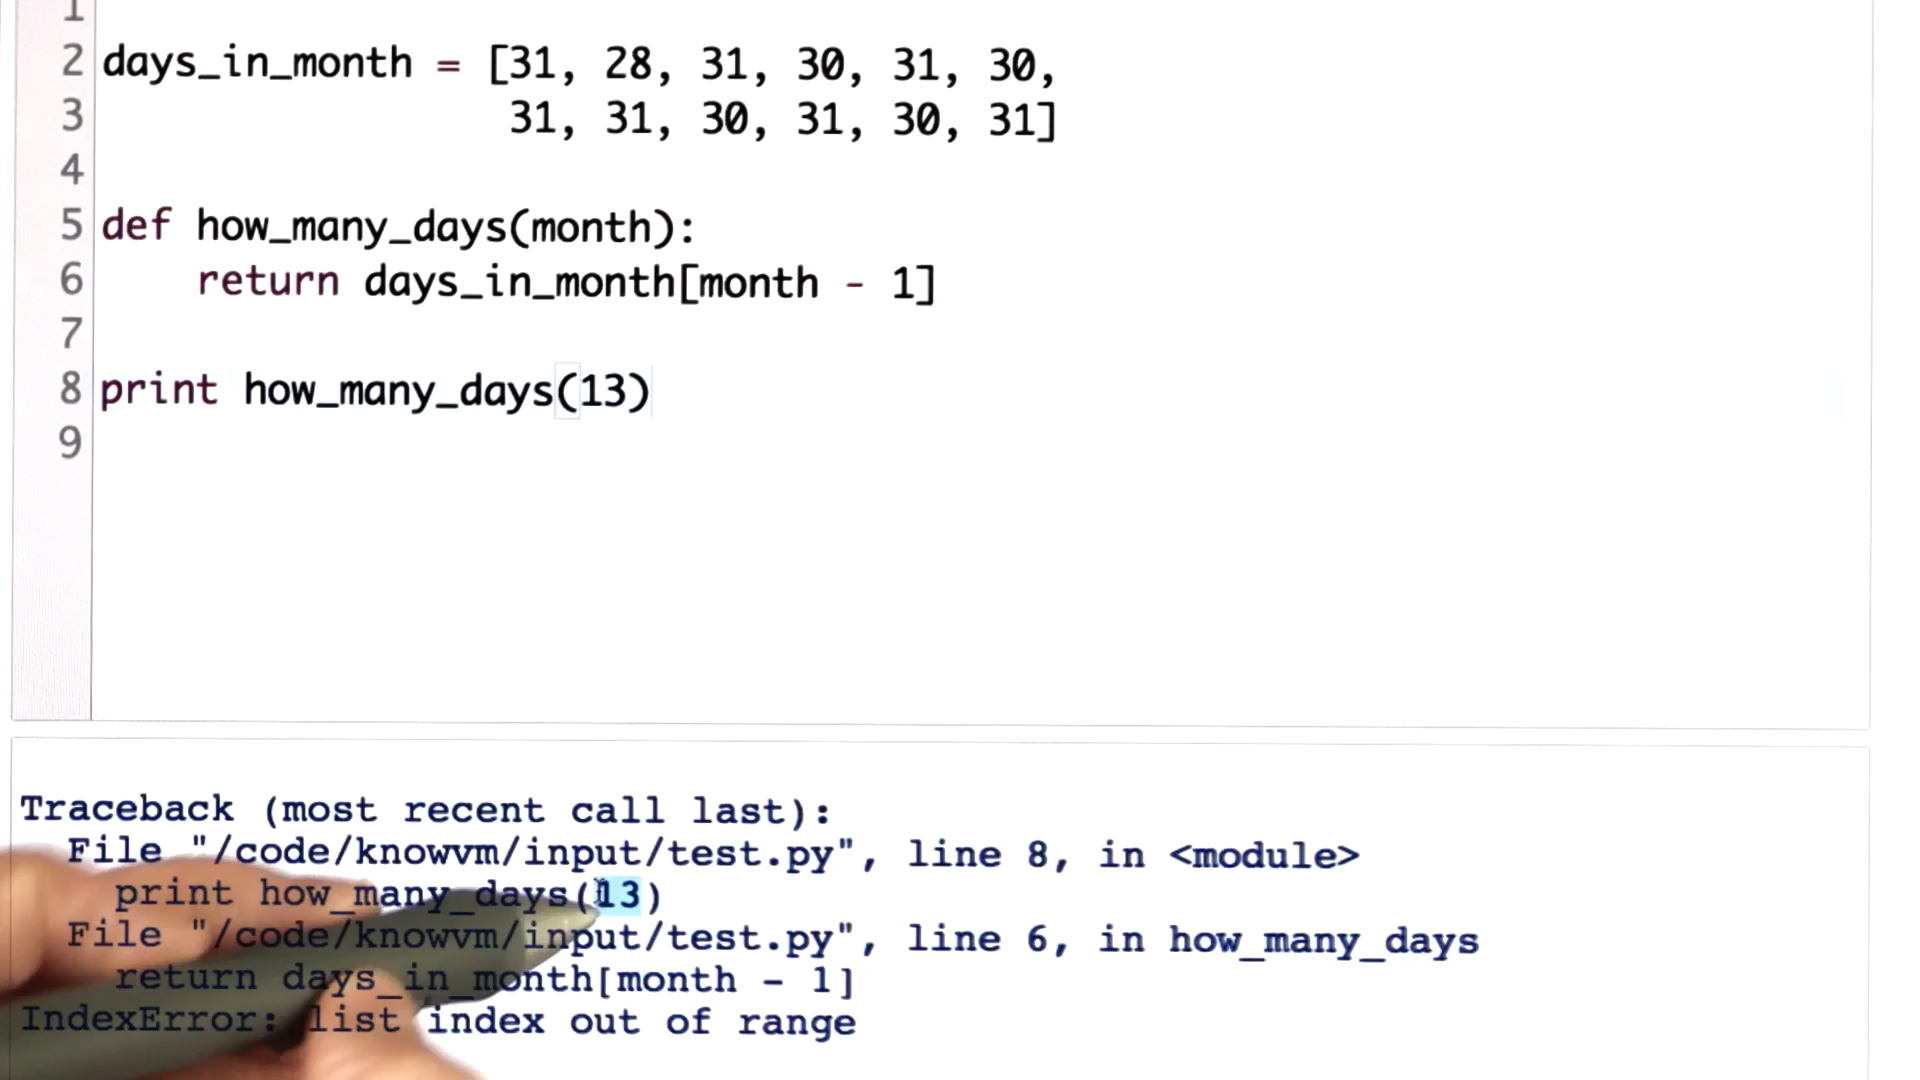 1
2 days_in_month = [31, 28, 31, 30, 31, 30,
3 31, 31, 30, 31, 30, 31]
4
5 def how_many_days(month):
6 return days_in_month[month - 1]
7
8 print how_many_days(13)
9
Traceback (most recent call last):
File "/code/knowvm/input/test.py", line 8, in <module>
print how_many_days(13)
File "/code/knowvm/input/test.py", line 6, in how_many_days
return days_in_month[month - 1]
IndexError: list index out of range